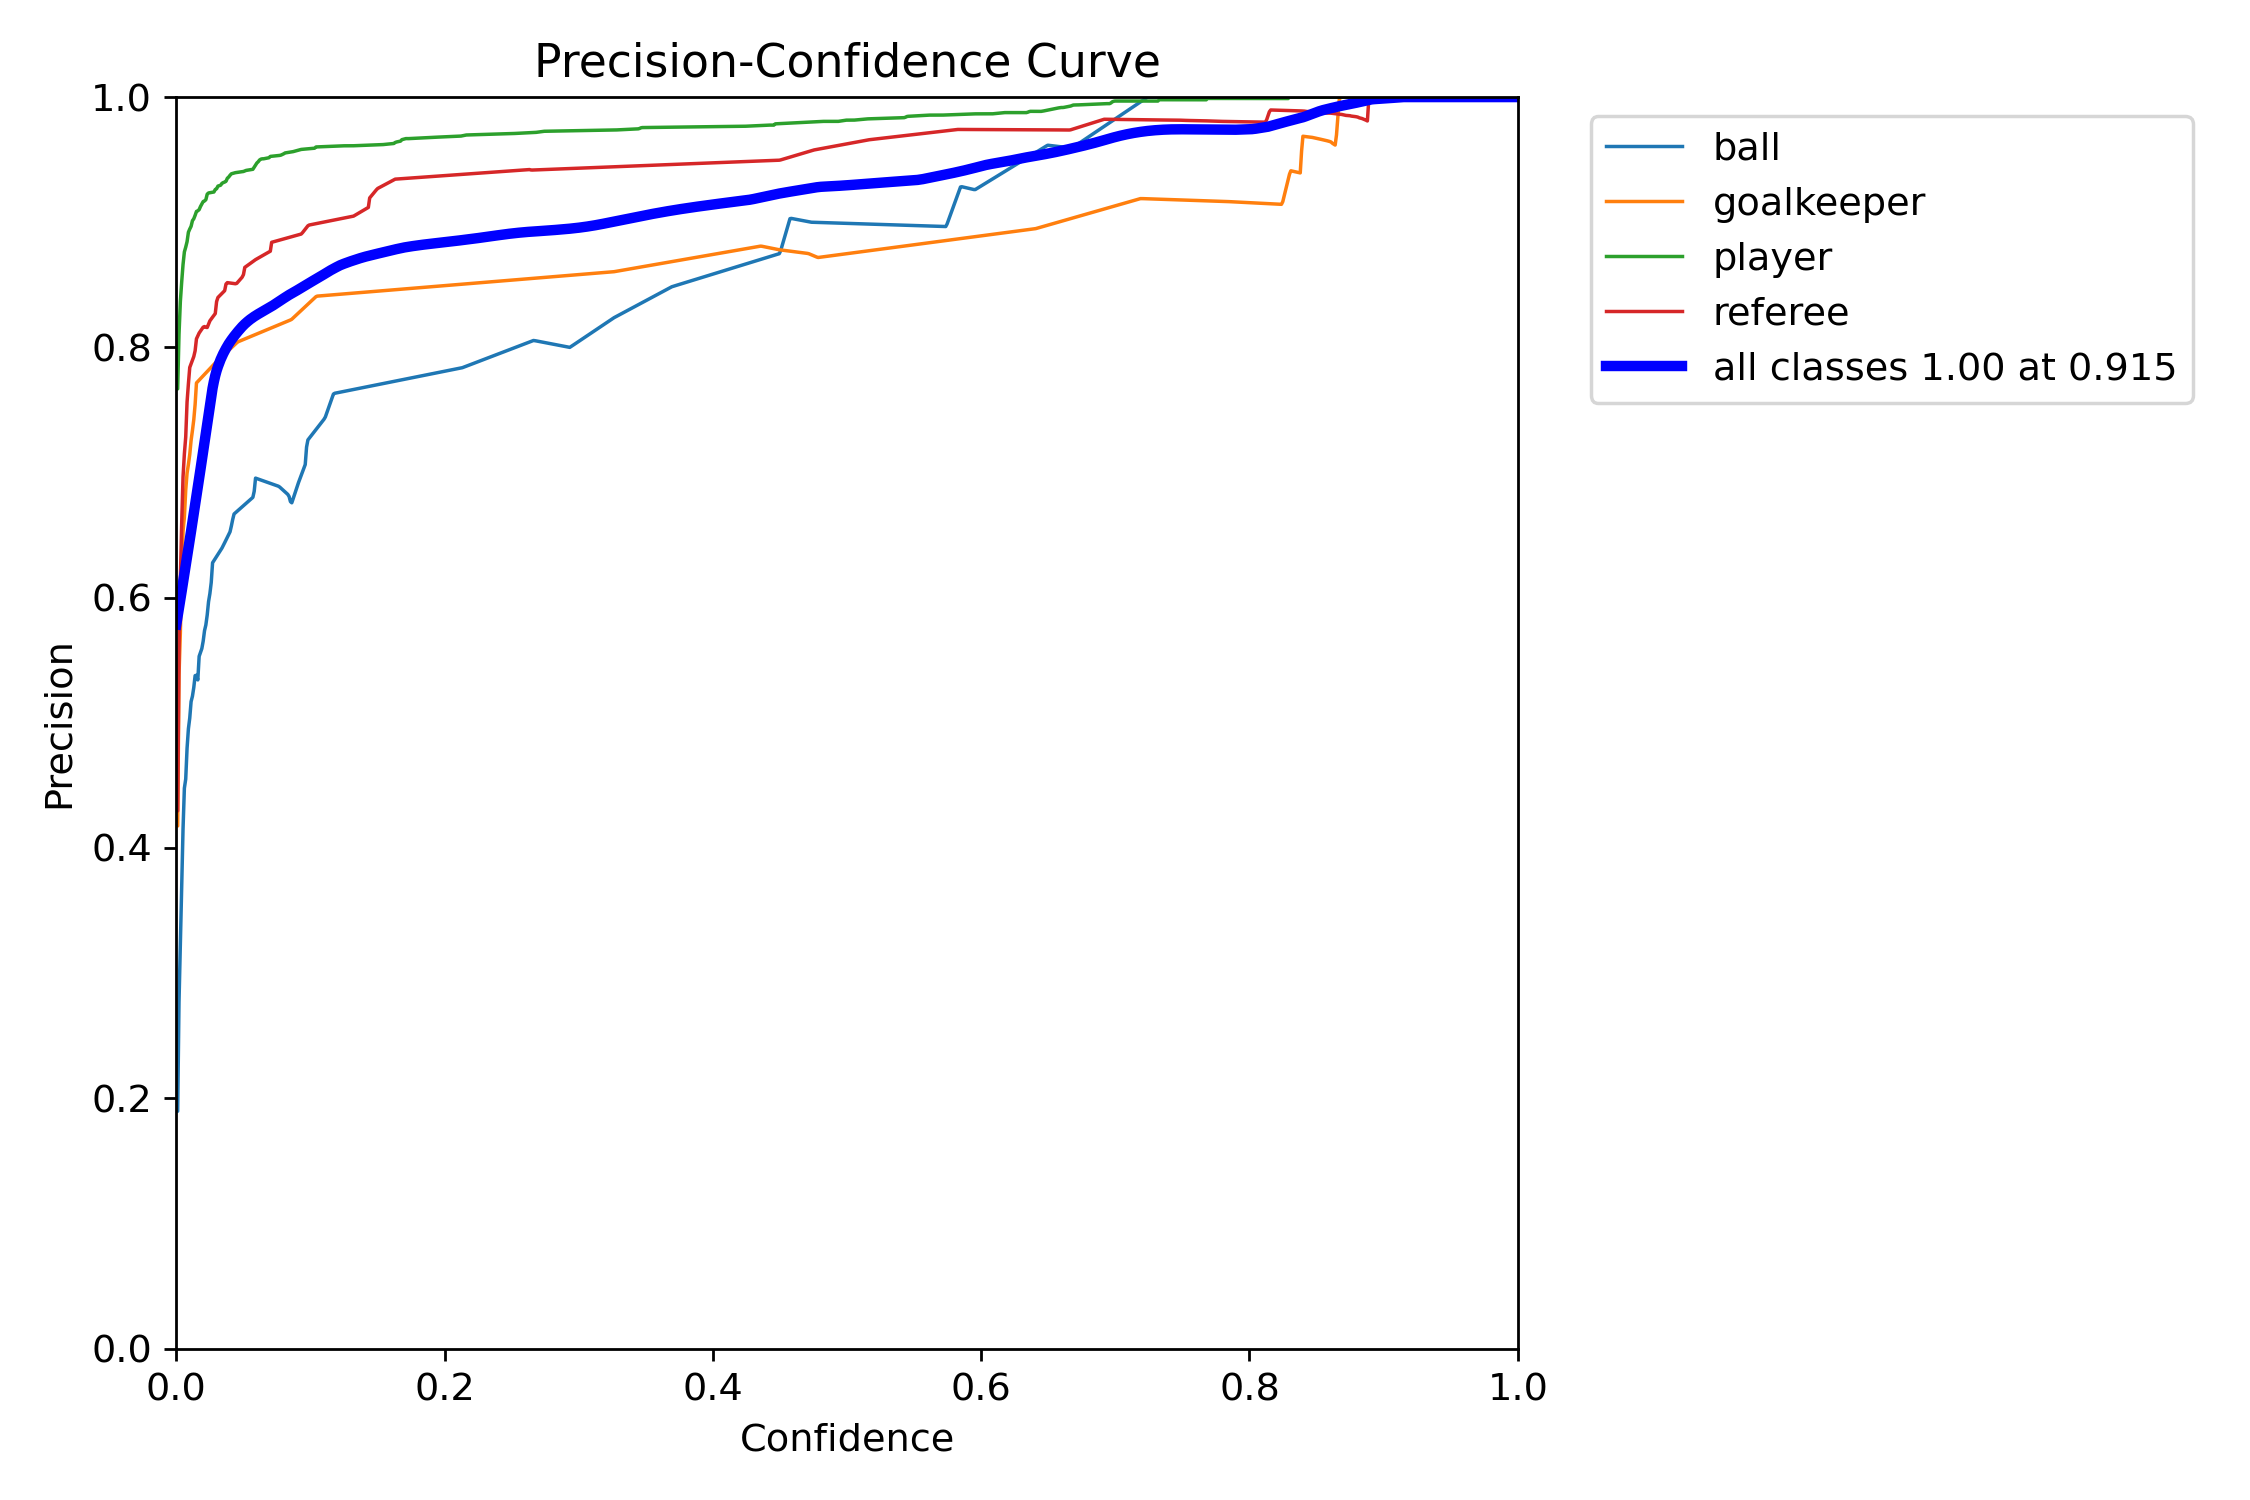 Precision-Confidence Curve
1.0
0.8
0.6
0.4
0.2
0.0
Precision
0.0 0.2 0.4 0.6 0.8 1.0
Confidence
ball
goalkeeper
player
referee
all classes 1.00 at 0.915